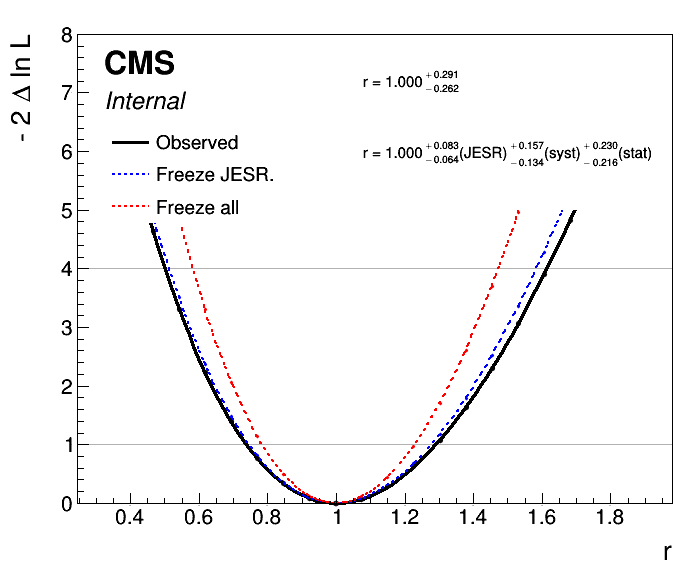 - 2 Δ ln L
8
7
6
5
4
3
2
1
0
CMS
Internal
Observed
Freeze JESR.
Freeze all
r = 1.000 +0.291 −0.262
r = 1.000 +0.083 −0.064 (JESR) +0.157 −0.134 (syst) +0.230 −0.216 (stat)
0.4 0.6 0.8 1 1.2 1.4 1.6 1.8
r